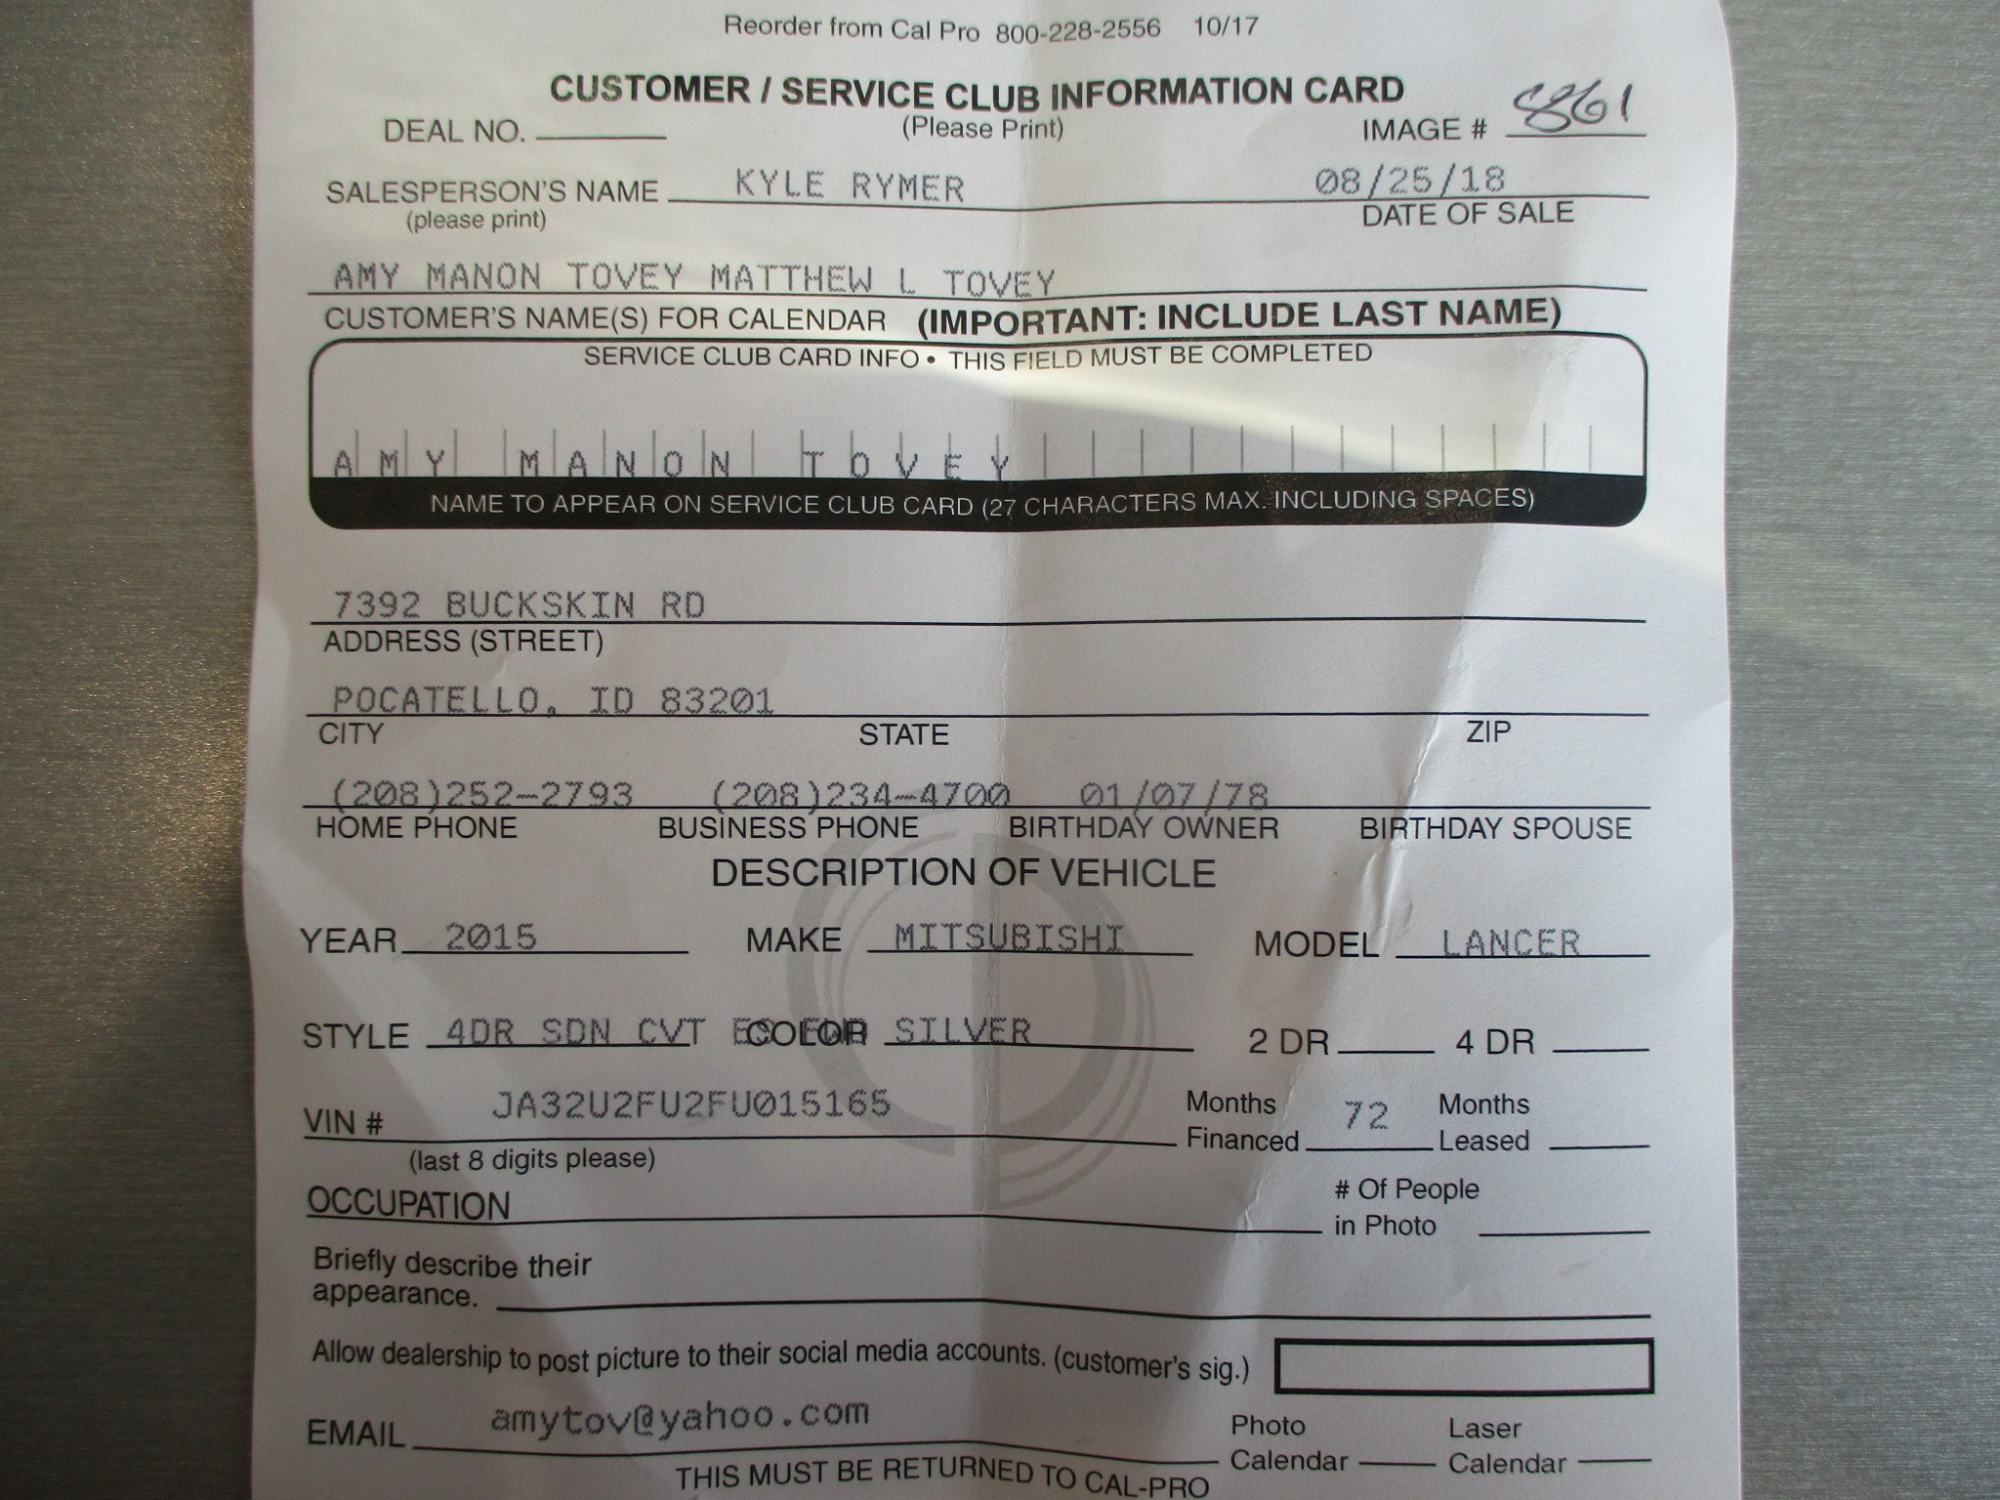 Reorder from Cal Pro 800-228-2556 10/17
CUSTOMER / SERVICE CLUB INFORMATION CARD
(Please Print)
DEAL NO. IMAGE # 8861
SALESPERSON'S NAME KYLE RYMER 08/25/18
(please print) DATE OF SALE
AMY MANON TOVEY MATTHEW L TOVEY
CUSTOMER'S NAME(S) FOR CALENDAR (IMPORTANT: INCLUDE LAST NAME)
SERVICE CLUB CARD INFO • THIS FIELD MUST BE COMPLETED
AMY MANON TOVEY
NAME TO APPEAR ON SERVICE CLUB CARD (27 CHARACTERS MAX. INCLUDING SPACES)
7392 BUCKSKIN RD
ADDRESS (STREET)
POCATELLO, ID 83201
CITY STATE ZIP
(208)252-2793 (208)234-4700 01/07/78
HOME PHONE BUSINESS PHONE BIRTHDAY OWNER BIRTHDAY SPOUSE
DESCRIPTION OF VEHICLE
YEAR 2015 MAKE MITSUBISHI MODEL LANCER
STYLE 4DR SDN CVT ES COLOR SILVER 2 DR 4 DR
VIN # JA32U2FU2FU015165 Months Financed 72 Months Leased
(last 8 digits please)
OCCUPATION # Of People in Photo
Briefly describe their
appearance.
Allow dealership to post picture to their social media accounts. (customer's sig.)
EMAIL amytov@yahoo.com Photo Calendar Laser Calendar
THIS MUST BE RETURNED TO CAL-PRO